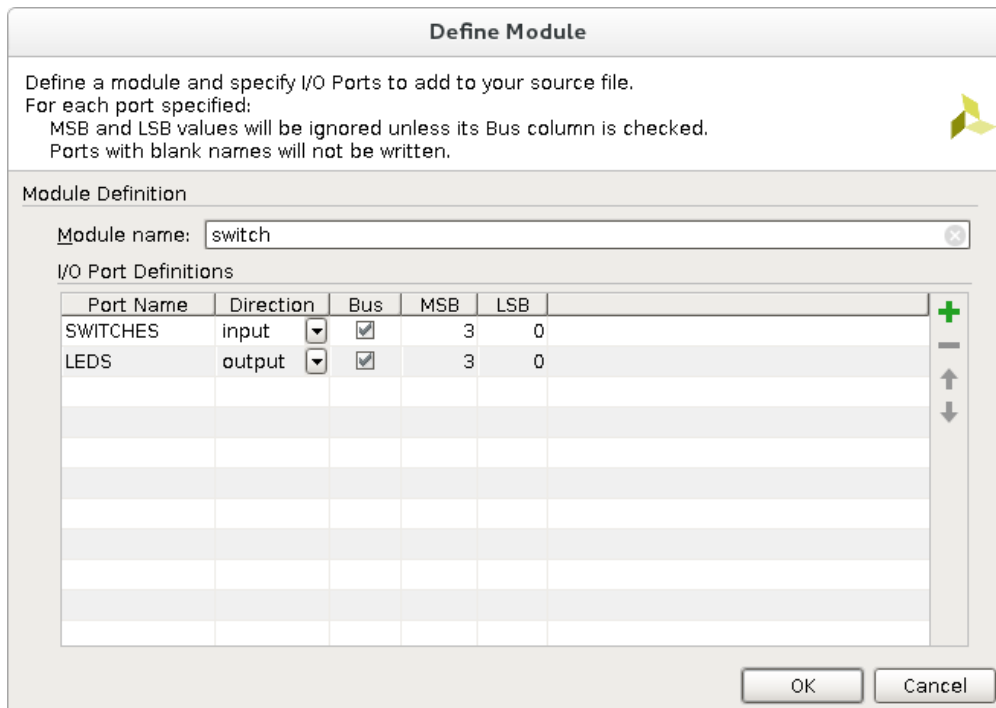 Define Module
Define a module and specify I/O Ports to add to your source file.
For each port specified:
MSB and LSB values will be ignored unless its Bus column is checked.
Ports with blank names will not be written.
Module Definition
Module name: switch
I/O Port Definitions
Port Name Direction Bus MSB LSB
SWITCHES input 3 0
LEDS output 3 0
OK Cancel